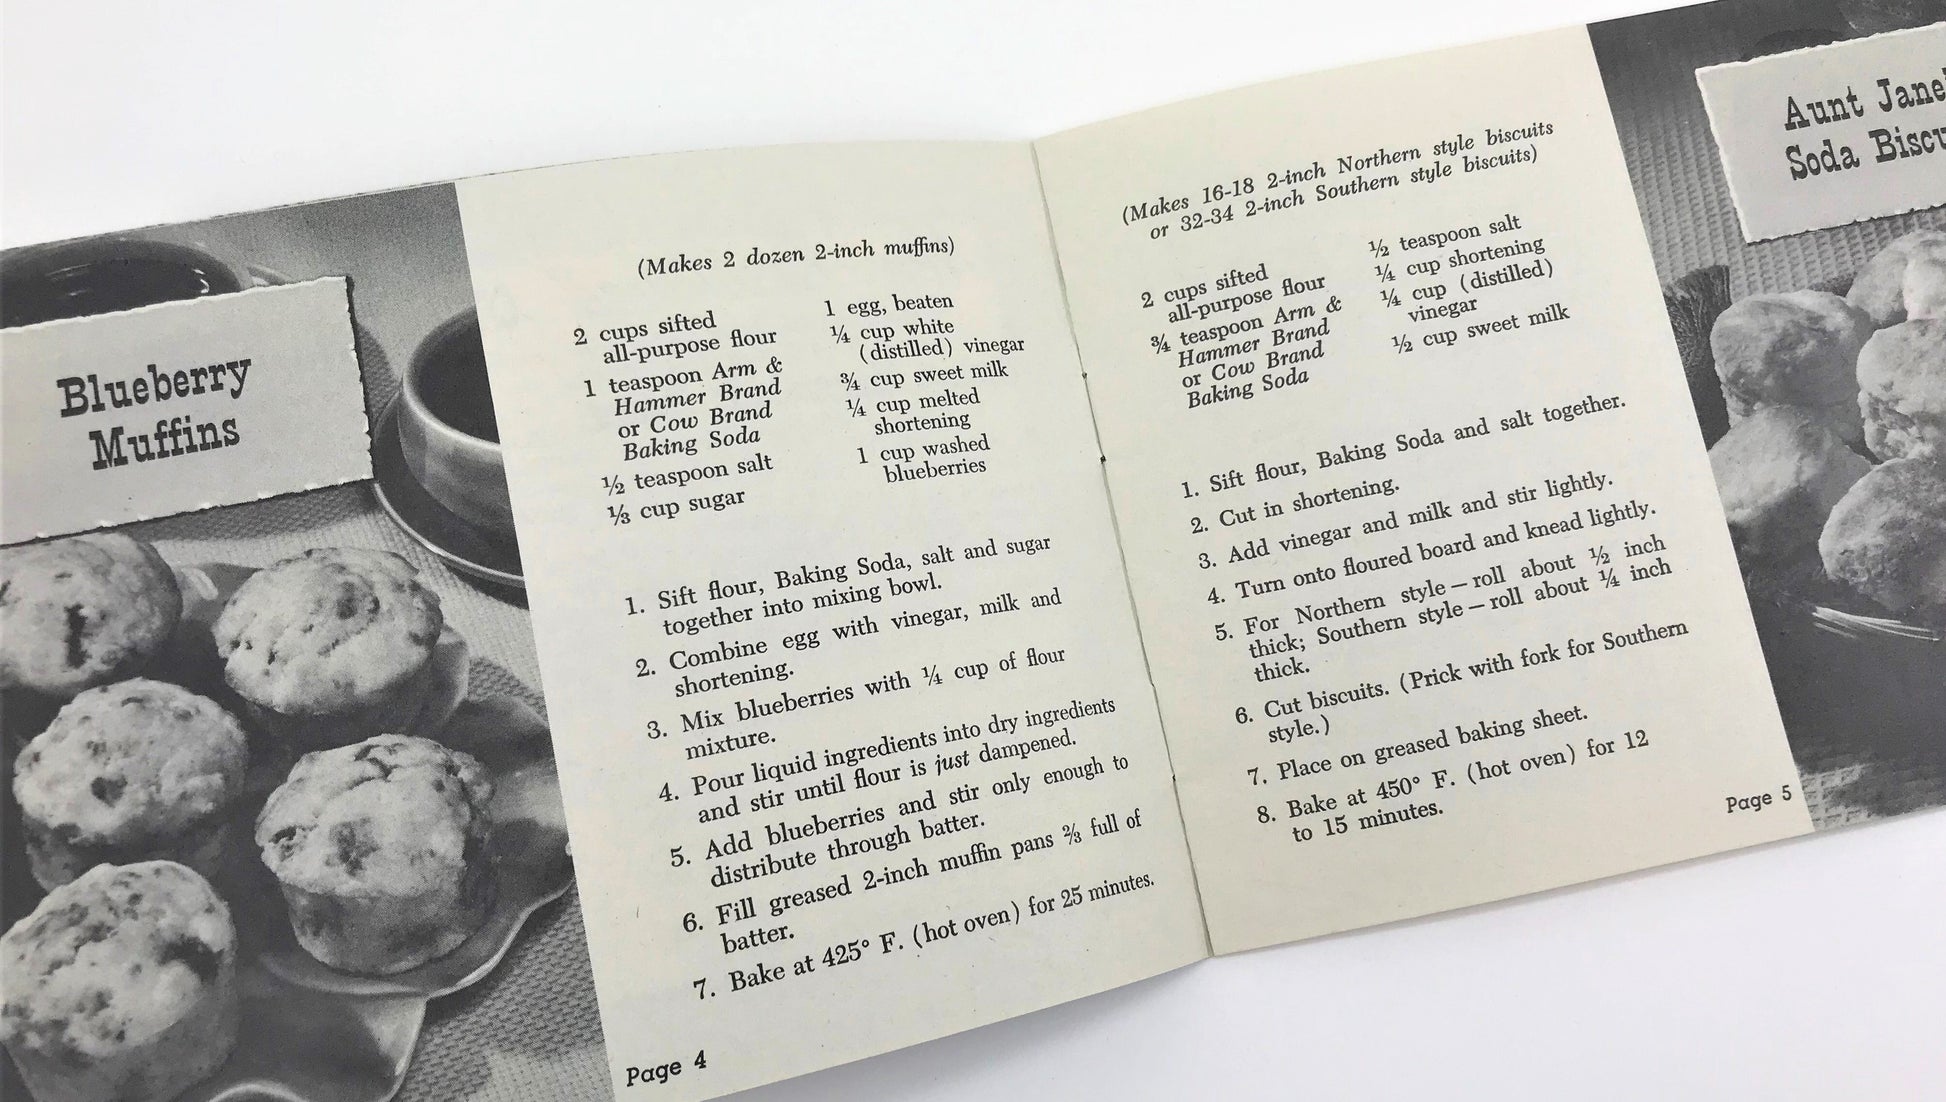 Blueberry
Muffins
(Makes 2 dozen 2-inch muffins)
2 cups sifted
all-purpose flour
1 teaspoon Arm &
Hammer Brand
or Cow Brand
Baking Soda
½ teaspoon salt
⅓ cup sugar
1 egg, beaten
¼ cup white
(distilled) vinegar
¾ cup sweet milk
¼ cup melted
shortening
1 cup washed
blueberries
1. Sift flour, Baking Soda, salt and sugar
together into mixing bowl.
2. Combine egg with vinegar, milk and
shortening.
3. Mix blueberries with ¼ cup of flour
mixture.
4. Pour liquid ingredients into dry ingredients
and stir until flour is just dampened.
5. Add blueberries and stir only enough to
distribute through batter.
6. Fill greased 2-inch muffin pans ⅔ full of
batter.
7. Bake at 425° F. (hot oven) for 25 minutes.
Page 4
(Makes 16-18 2-inch Northern style biscuits
or 32-34 2-inch Southern style biscuits)
2 cups sifted
all-purpose flour
¾ teaspoon Arm &
Hammer Brand
or Cow Brand
Baking Soda
½ teaspoon salt
¼ cup shortening
¼ cup (distilled)
vinegar
½ cup sweet milk
1. Sift flour, Baking Soda and salt together.
2. Cut in shortening.
3. Add vinegar and milk and stir lightly.
4. Turn onto floured board and knead lightly.
5. For Northern style — roll about ½ inch
thick; Southern style — roll about ¼ inch
thick.
6. Cut biscuits. (Prick with fork for Southern
style.)
7. Place on greased baking sheet.
8. Bake at 450° F. (hot oven) for 12
to 15 minutes.
Page 5
Aunt Jane'
Soda Biscu